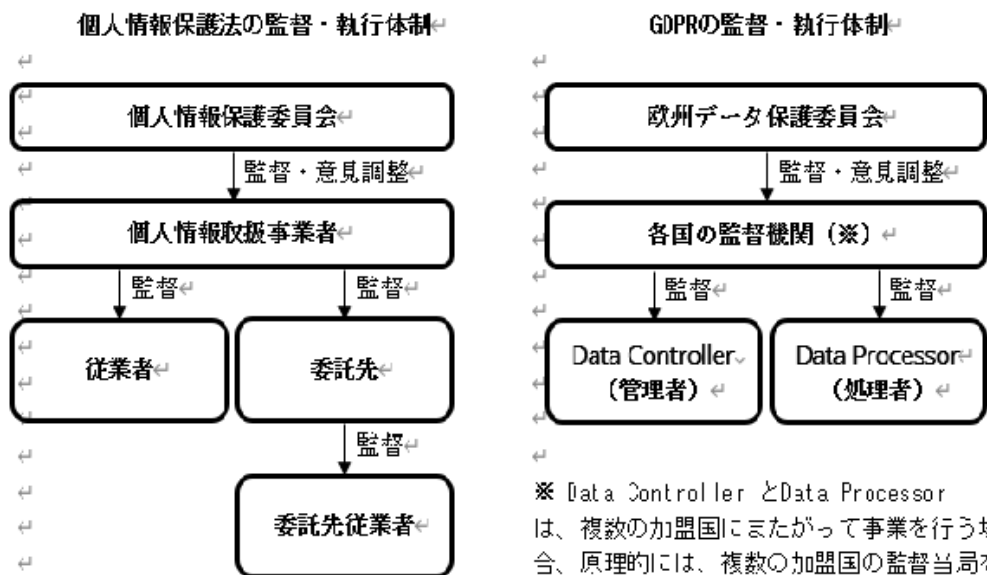 個人情報保護法の監督・執行体制
個人情報保護委員会
監督・意見調整
個人情報取扱事業者
監督
監督
従業者
委託先
監督
委託先従業者
GDPRの監督・執行体制
欧州データ保護委員会
監督・意見調整
各国の監督機関（※）
監督
監督
Data Controller
（管理者）
Data Processor
（処理者）
※ Data Controller とData Processor
は、複数の加盟国にまたがって事業を行う場
合、原理的には、複数の加盟国の監督当局を